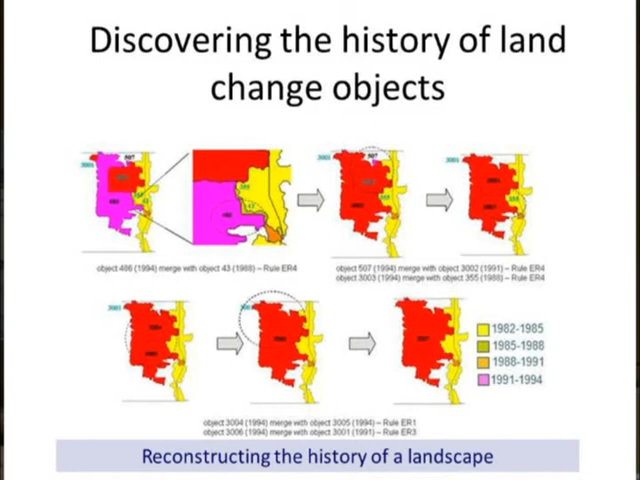 Discovering the history of land
change objects
object 486 (1994) merge with object 43 (1988) – Rule ER4
object 507 (1994) merge with object 3002 (1991) – Rule ER4
object 3003 (1994) merge with object 355 (1988) – Rule ER4
1982-1985
1985-1988
1988-1991
1991-1994
object 3004 (1994) merge with object 3005 (1994) – Rule ER1
object 3006 (1994) merge with object 3001 (1991) – Rule ER3
Reconstructing the history of a landscape